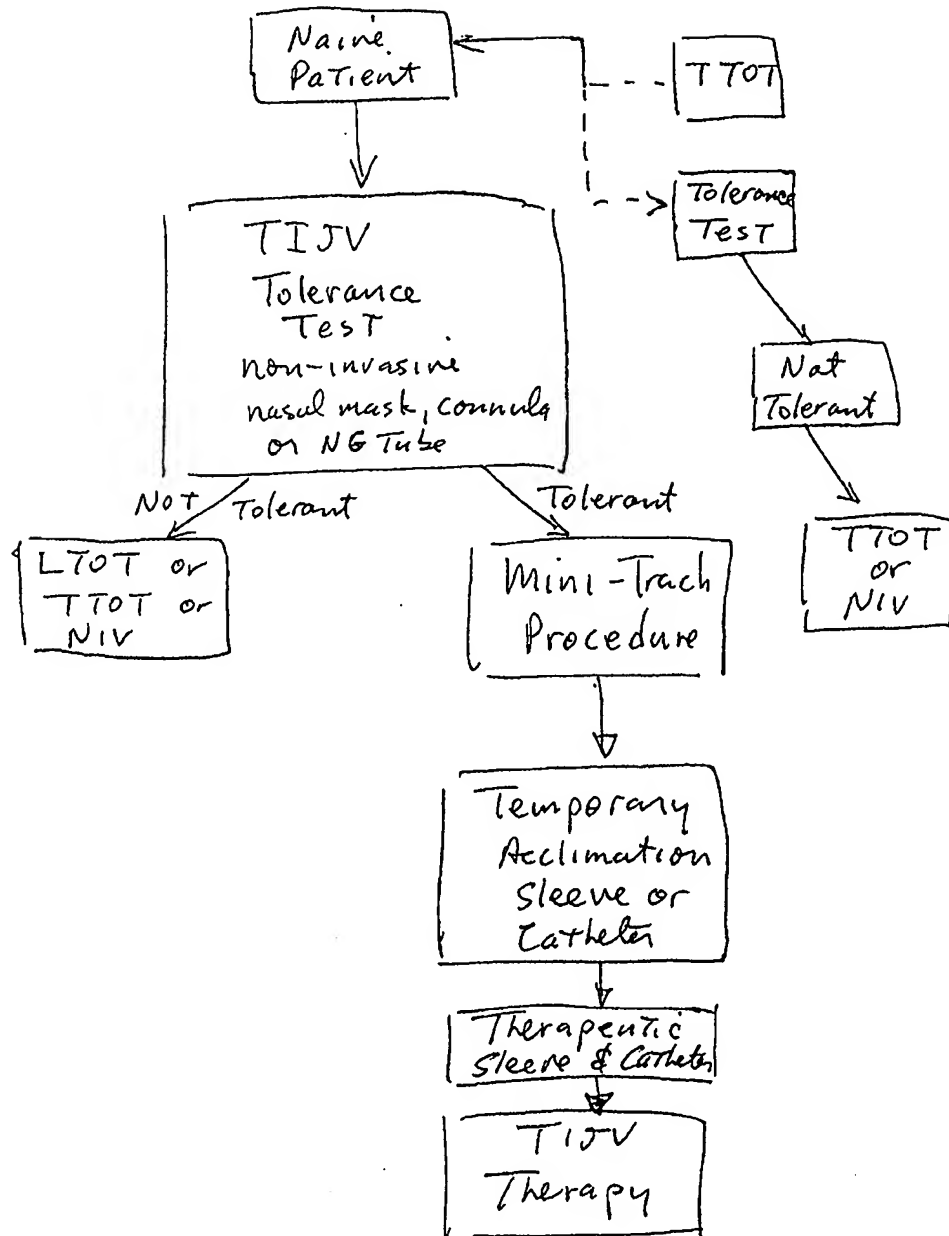 Naive
Patient
TTOT
Tolerance
Test
TIJV
Tolerance
Test
non-invasive
nasal mask, connula
or NG Tube
Not
Tolerant
Not
Tolerant
Tolerant
LTOT or
TTOT or
NIV
Mini-Trach
Procedure
TTOT
or
NIV
Temporary
Acclimation
Sleeve or
Catheter
Therapeutic
Sleeve & Catheter
TIJV
Therapy